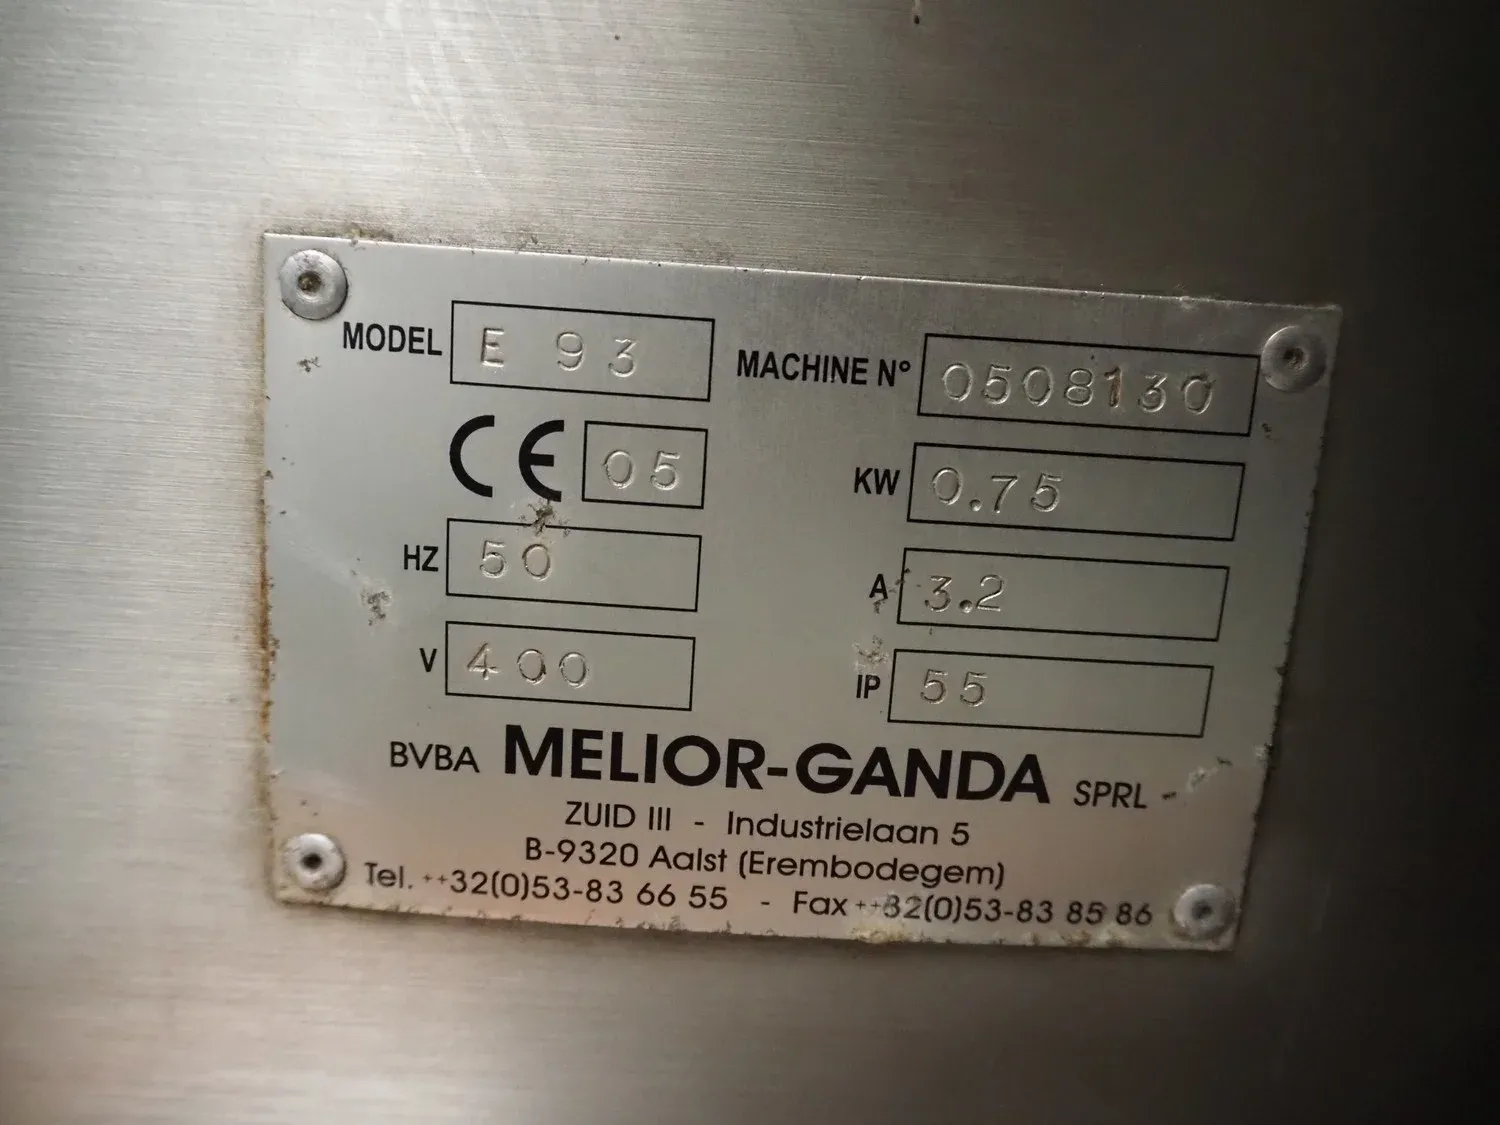 MODEL E 93 MACHINE N° 0508130
CE 05 KW 0.75
HZ 50 A 3.2
V 400 IP 55
BVBA MELIOR-GANDA SPRL
ZUID III - Industrielaan 5
B-9320 Aalst (Erembodegem)
Tel. ++32(0)53-83 66 55 - Fax ++32(0)53-83 85 86